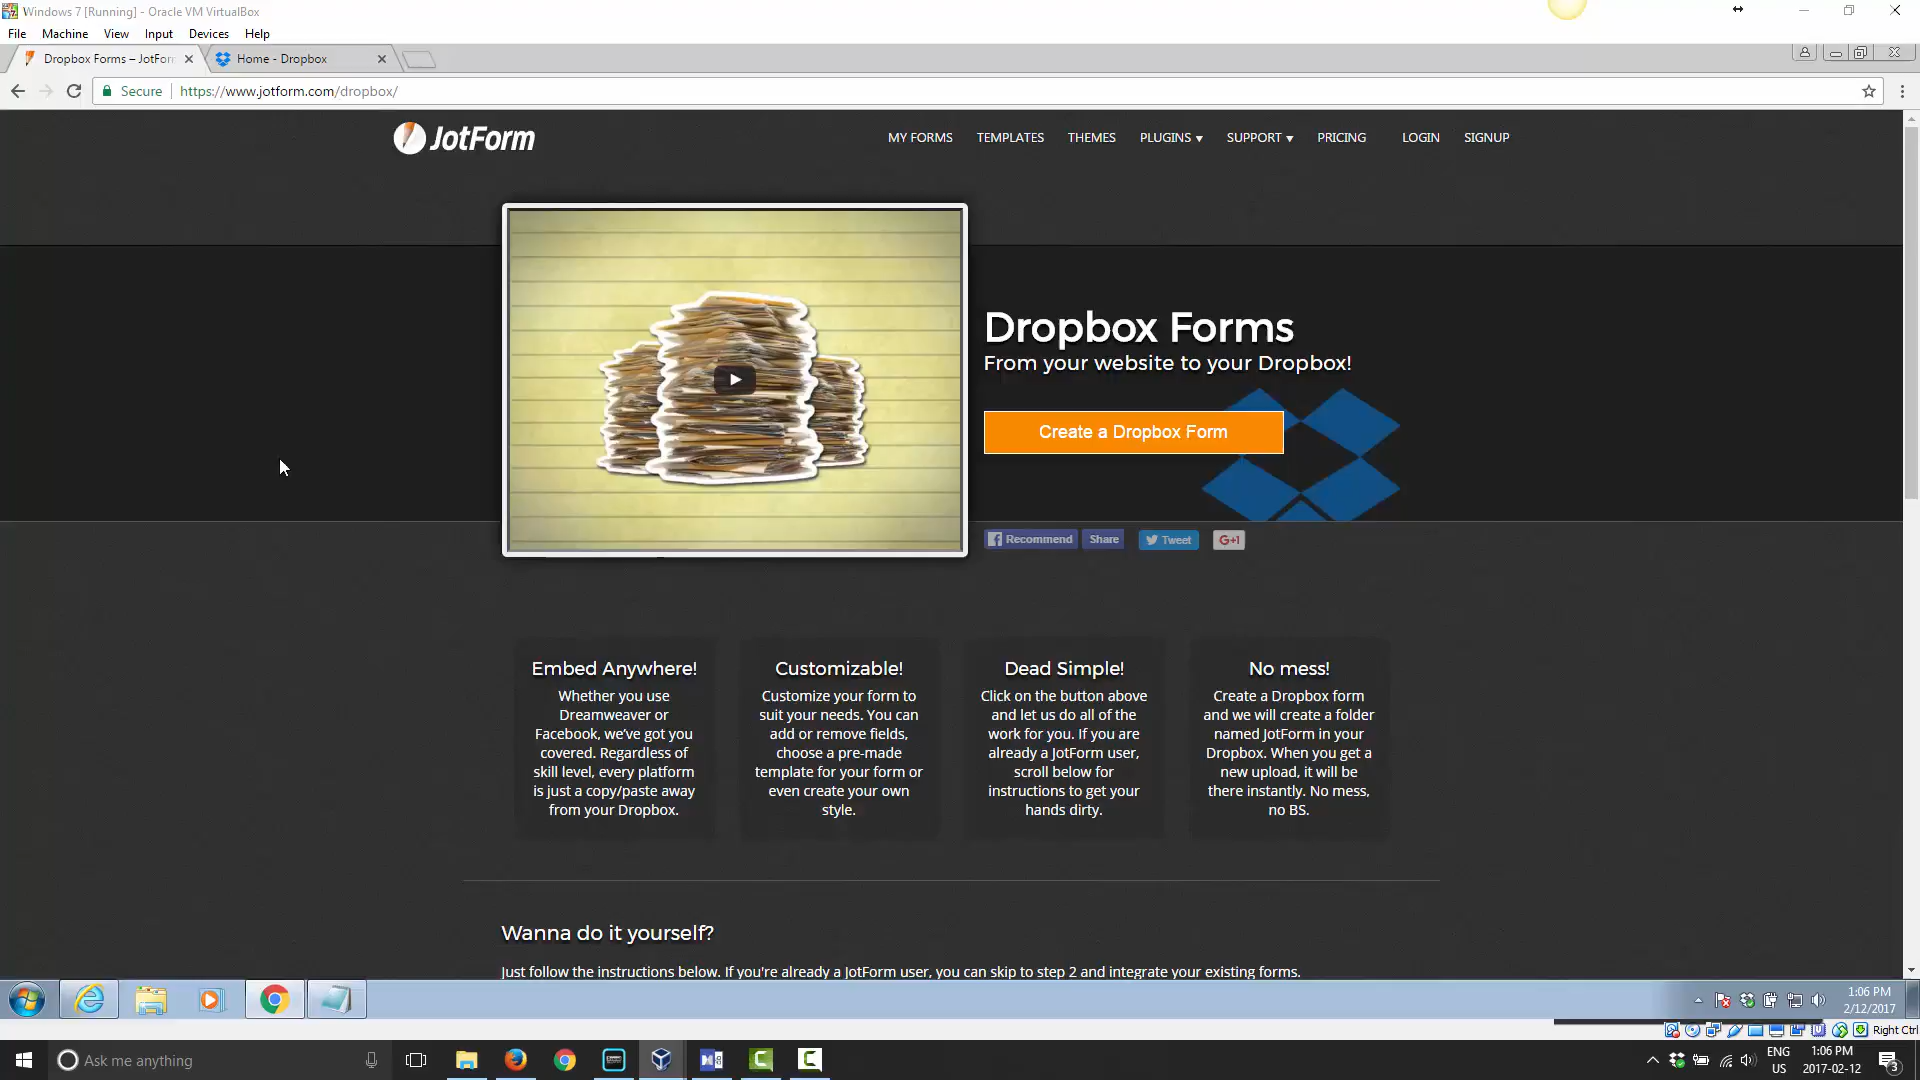 Windows 7 [Running] - Oracle VM VirtualBox
File Machine View Input Devices Help
Dropbox Forms – JotForm
Home - Dropbox
Secure https://www.jotform.com/dropbox/
JotForm
MY FORMS TEMPLATES THEMES PLUGINS SUPPORT PRICING LOGIN SIGNUP
Dropbox Forms
From your website to your Dropbox!
Create a Dropbox Form
Recommend Share Tweet G+1
Embed Anywhere!
Whether you use
Dreamweaver or
Facebook, we've got you
covered. Regardless of
skill level, every platform
is just a copy/paste away
from your Dropbox.
Customizable!
Customize your form to
suit your needs. You can
add or remove fields,
choose a pre-made
template for your form or
even create your own
style.
Dead Simple!
Click on the button above
and let us do all of the
work for you. If you are
already a JotForm user,
scroll below for
instructions to get your
hands dirty.
No mess!
Create a Dropbox form
and we will create a folder
named JotForm in your
Dropbox. When you get a
new upload, it will be
there instantly. No mess,
no BS.
Wanna do it yourself?
Just follow the instructions below. If you're already a JotForm user, you can skip to step 2 and integrate your existing forms.
1:06 PM
2/12/2017
Right Ctrl
Ask me anything
ENG
US
1:06 PM
2017-02-12
3